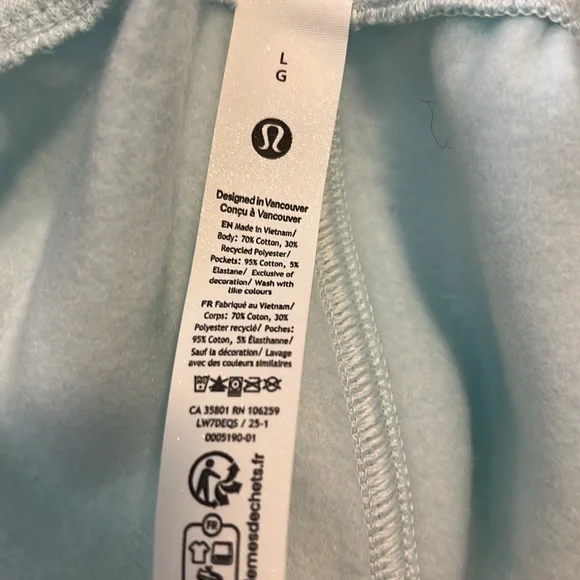 L
G
Designed in Vancouver
Conçu à Vancouver
EN Made in Vietnam/
Body: 70% Cotton, 30%
Recycled Polyester/
Pockets: 95% Cotton, 5%
Elastane/ Exclusive of
decoration/ Wash with
like colours
FR Fabriqué au Vietnam/
Corps: 70% Coton, 30%
Polyester recyclé/ Poches:
95% Coton, 5% Élasthanne/
Sauf la décoration/ Lavage
avec des couleurs similaires
CA 35801 RN 106259
LW7DEQS / 25-1
0005190-01
FR
emesdechets.fr